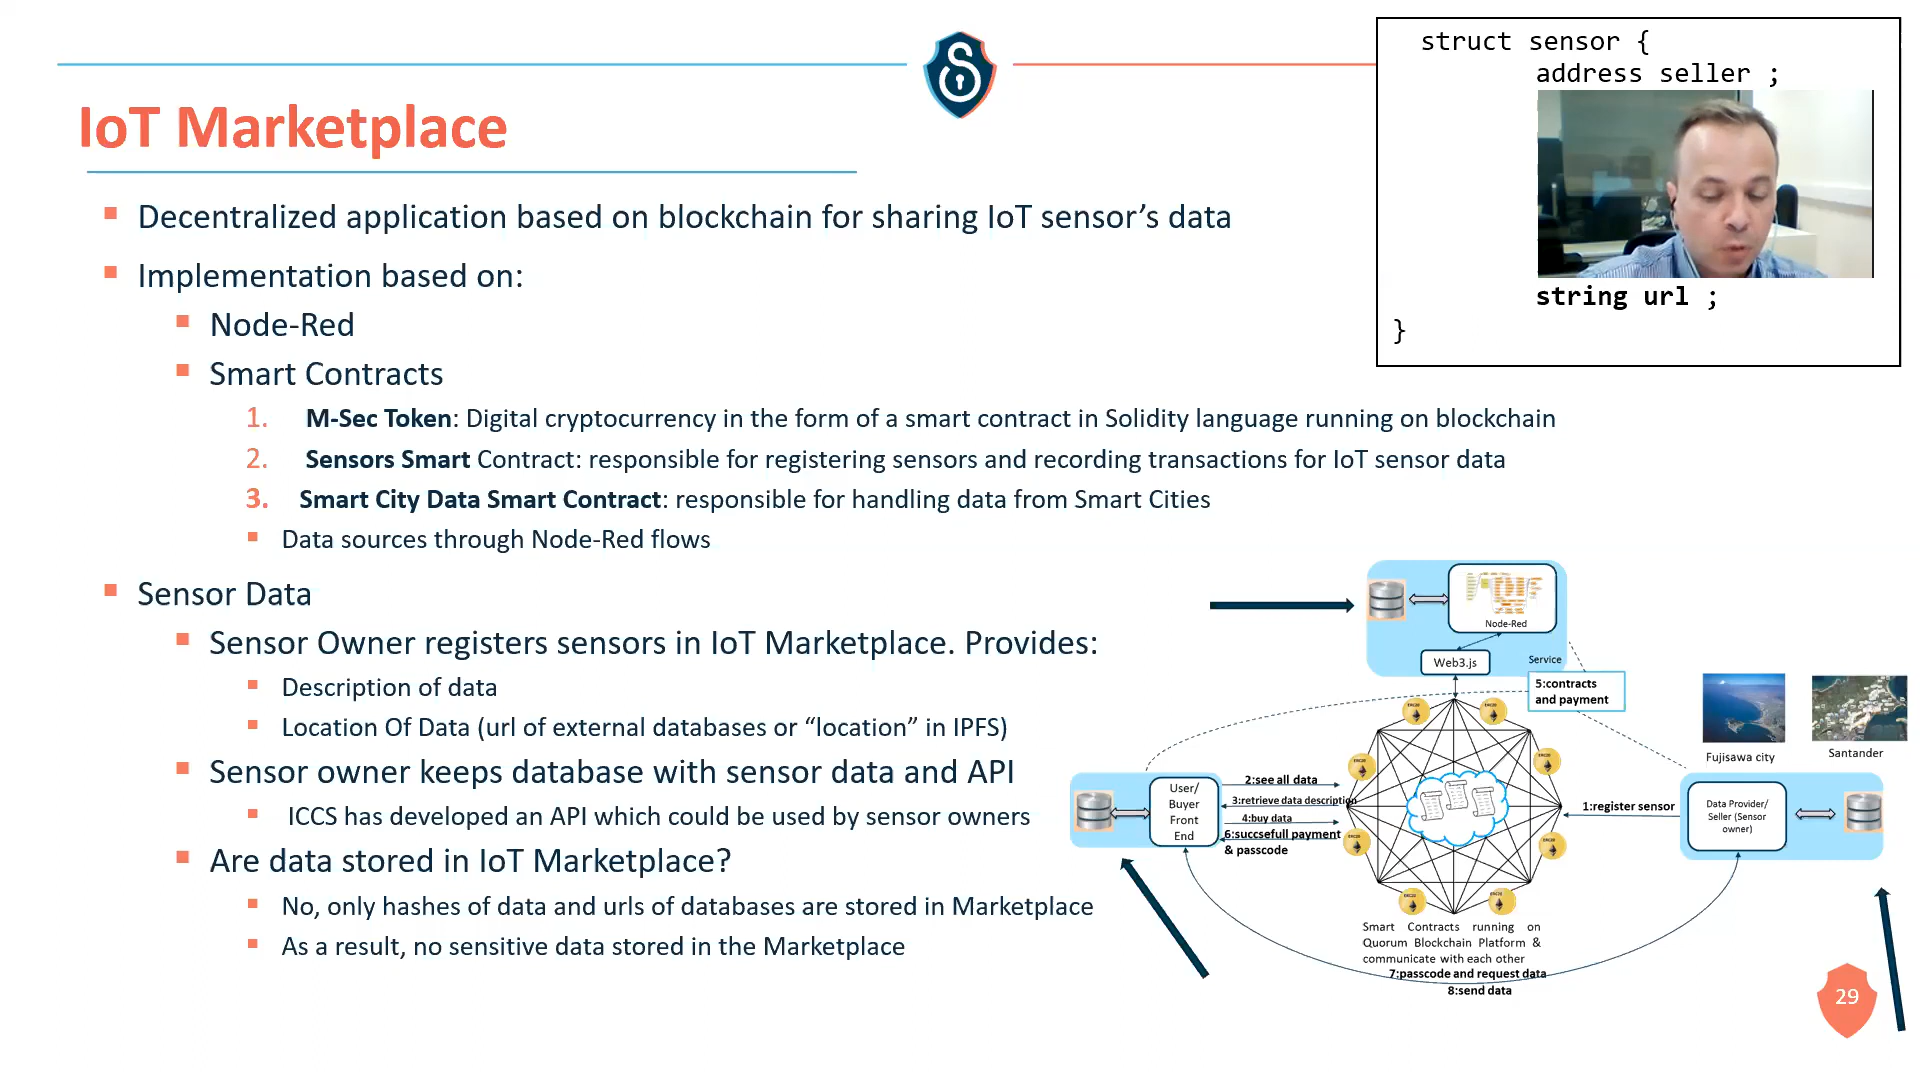 struct sensor {
address seller ;
string url ;
}
IoT Marketplace
Decentralized application based on blockchain for sharing IoT sensor’s data
Implementation based on:
Node-Red
Smart Contracts
1. M-Sec Token: Digital cryptocurrency in the form of a smart contract in Solidity language running on blockchain
2. Sensors Smart Contract: responsible for registering sensors and recording transactions for IoT sensor data
3. Smart City Data Smart Contract: responsible for handling data from Smart Cities
Data sources through Node-Red flows
Sensor Data
Sensor Owner registers sensors in IoT Marketplace. Provides:
Description of data
Location Of Data (url of external databases or “location” in IPFS)
Sensor owner keeps database with sensor data and API
ICCS has developed an API which could be used by sensor owners
Are data stored in IoT Marketplace?
No, only hashes of data and urls of databases are stored in Marketplace
As a result, no sensitive data stored in the Marketplace
Node-Red
Web3.js
Service
5:contracts
and payment
Fujisawa city
Santander
User/
Buyer
Front
End
2:see all data
3:retrieve data description
4:buy data
6:succsefull payment
& passcode
1:register sensor
Data Provider/
Seller (Sensor
owner)
Smart Contracts running on
Quorum Blockchain Platform &
communicate with each other
7:passcode and request data
8:send data
29